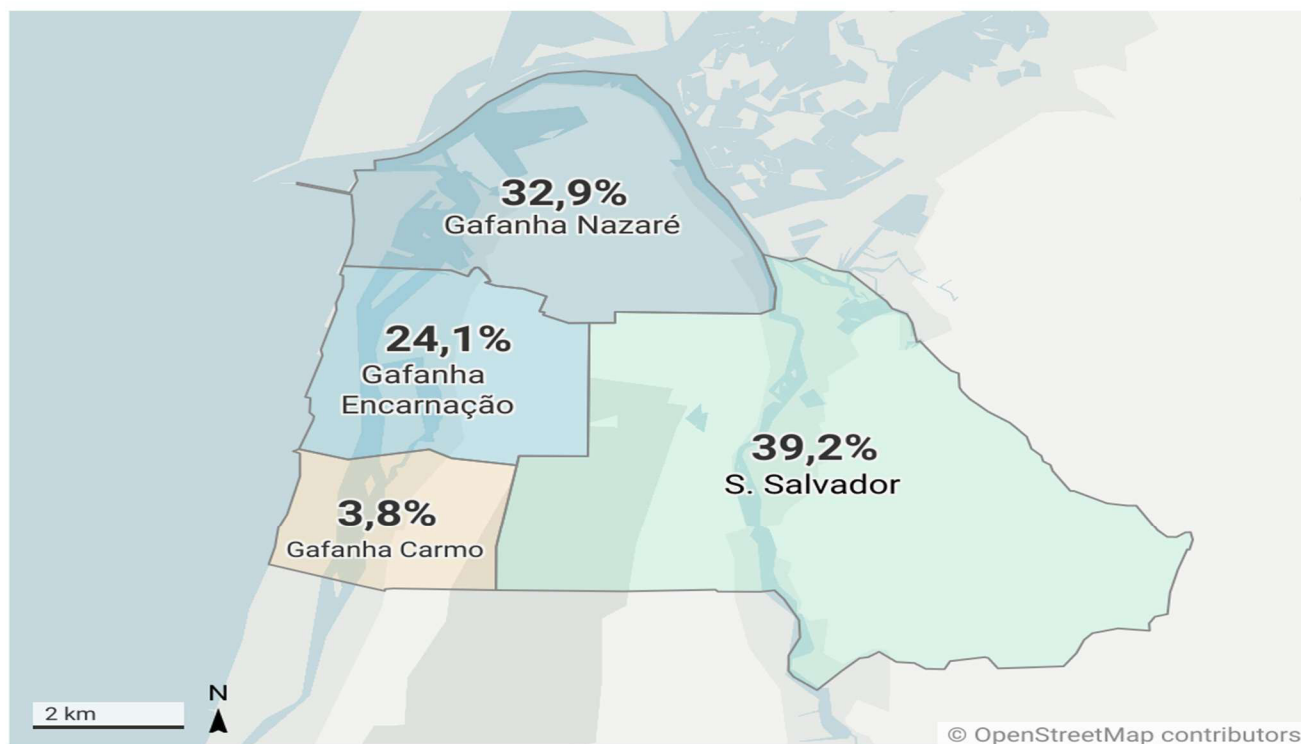 32,9%
Gafanha Nazaré
24,1%
Gafanha
Encarnação
39,2%
S. Salvador
3,8%
Gafanha Carmo
N
2 km
© OpenStreetMap contributors